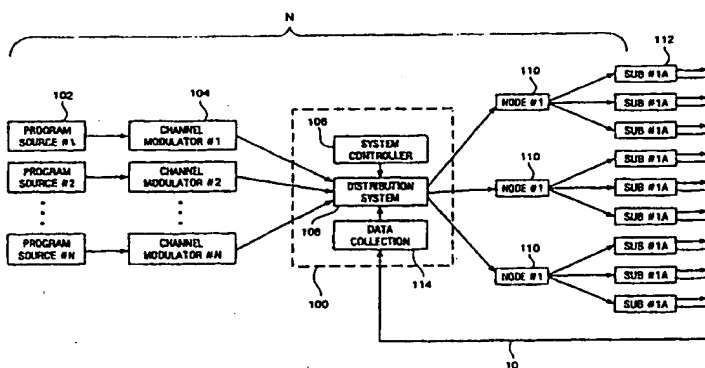 N
102
104
110
112
PROGRAM
SOURCE #1
CHANNEL
MODULATOR #1
PROGRAM
SOURCE #2
CHANNEL
MODULATOR #2
PROGRAM
SOURCE #N
CHANNEL
MODULATOR #N
106
SYSTEM
CONTROLLER
DISTRIBUTION
SYSTEM
108
DATA
COLLECTION
114
100
NODE #1
110
NODE #1
110
NODE #1
SUB #1A
SUB #1A
SUB #1A
SUB #1A
SUB #1A
SUB #1A
SUB #1A
SUB #1A
SUB #1A
10